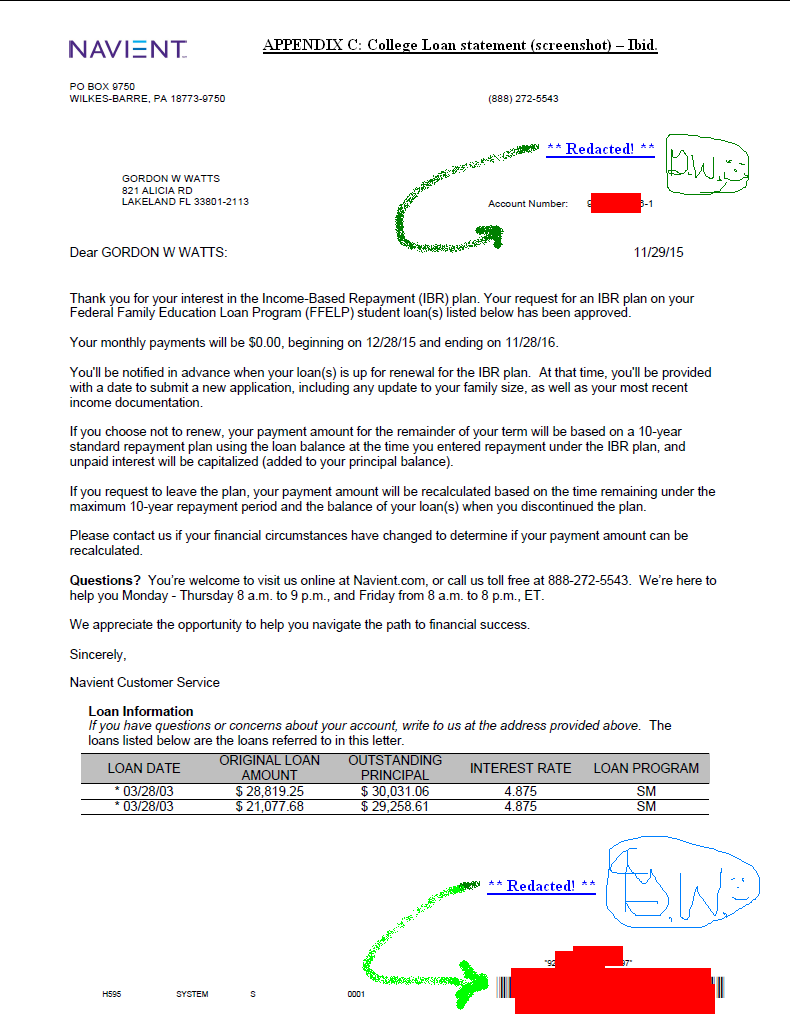 NAVIENT
APPENDIX C: College Loan statement (screenshot) – Ibid.
PO BOX 9750
WILKES-BARRE, PA 18773-9750
(888) 272-5543
** Redacted! **
GORDON W WATTS
821 ALICIA RD
LAKELAND FL 33801-2113
Account Number: -1
Dear GORDON W WATTS:
11/29/15
Thank you for your interest in the Income-Based Repayment (IBR) plan. Your request for an IBR plan on your
Federal Family Education Loan Program (FFELP) student loan(s) listed below has been approved.
Your monthly payments will be $0.00, beginning on 12/28/15 and ending on 11/28/16.
You'll be notified in advance when your loan(s) is up for renewal for the IBR plan. At that time, you'll be provided
with a date to submit a new application, including any update to your family size, as well as your most recent
income documentation.
If you choose not to renew, your payment amount for the remainder of your term will be based on a 10-year
standard repayment plan using the loan balance at the time you entered repayment under the IBR plan, and
unpaid interest will be capitalized (added to your principal balance).
If you request to leave the plan, your payment amount will be recalculated based on the time remaining under the
maximum 10-year repayment period and the balance of your loan(s) when you discontinued the plan.
Please contact us if your financial circumstances have changed to determine if your payment amount can be
recalculated.
Questions? You're welcome to visit us online at Navient.com, or call us toll free at 888-272-5543. We're here to
help you Monday - Thursday 8 a.m. to 9 p.m., and Friday from 8 a.m. to 8 p.m., ET.
We appreciate the opportunity to help you navigate the path to financial success.
Sincerely,
Navient Customer Service
Loan Information
If you have questions or concerns about your account, write to us at the address provided above. The
loans listed below are the loans referred to in this letter.
LOAN DATE ORIGINAL LOAN AMOUNT OUTSTANDING PRINCIPAL INTEREST RATE LOAN PROGRAM
* 03/28/03 $ 28,819.25 $ 30,031.06 4.875 SM
* 03/28/03 $ 21,077.68 $ 29,258.61 4.875 SM
** Redacted! **
H595 SYSTEM S 0001